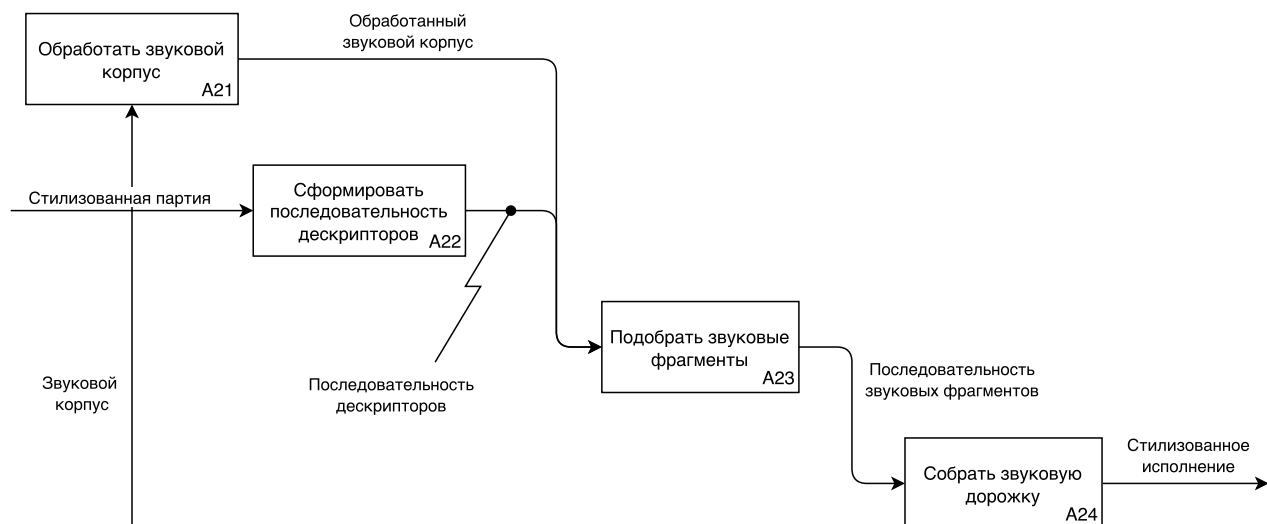 Обработать звуковой
корпус
A21
Обработанный
звуковой корпус
Стилизованная партия
Сформировать
последовательность
дескрипторов
A22
Звуковой
корпус
Последовательность
дескрипторов
Подобрать звуковые
фрагменты
A23
Последовательность
звуковых фрагментов
Собрать звуковую
дорожку
A24
Стилизованное
исполнение